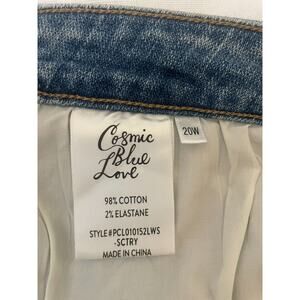 Cosmic
Blue
Love
20W
98% COTTON
2% ELASTANE
STYLE#PCL010152LWS
-SCTRY
MADE IN CHINA